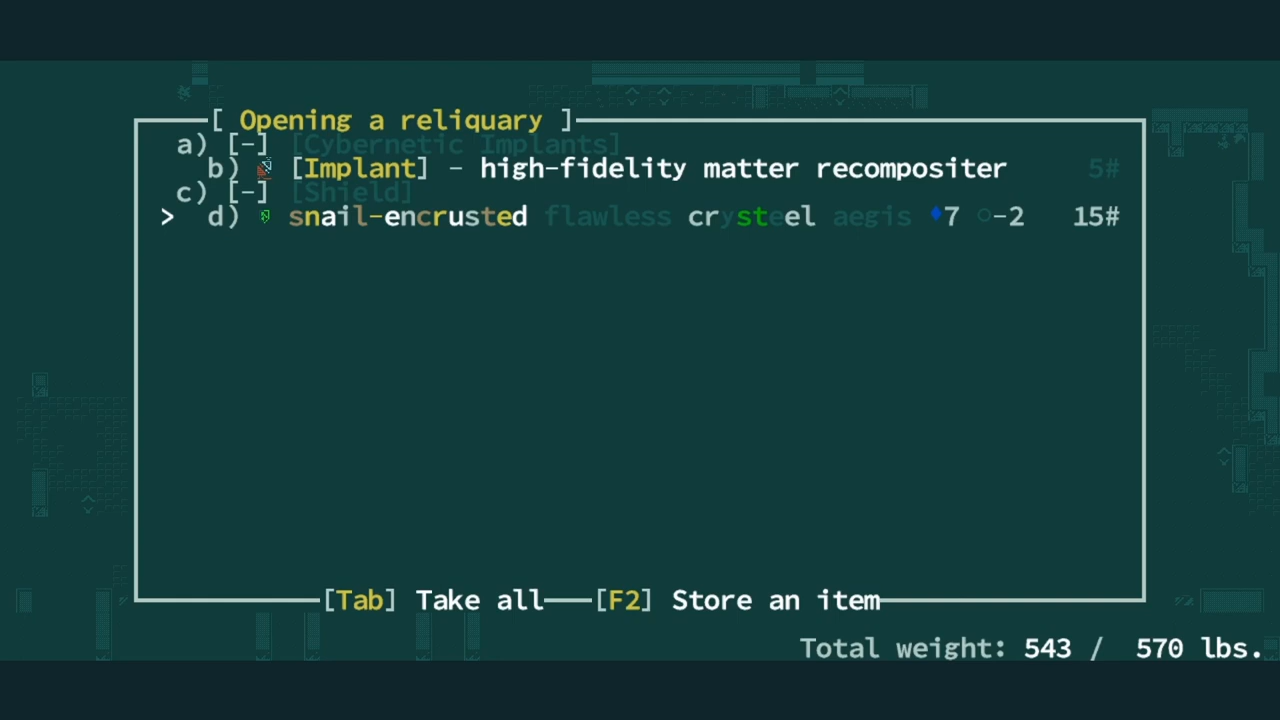 [ Opening a reliquary ]
a) [-] [Cybernetic Implants]
b) [Implant] - high-fidelity matter recompositer 5#
c) [-] [Shield]
> d) snail-encrusted flawless crysteel aegis ♦7 ○-2 15#
[Tab] Take all [F2] Store an item
Total weight: 543 / 570 lbs.